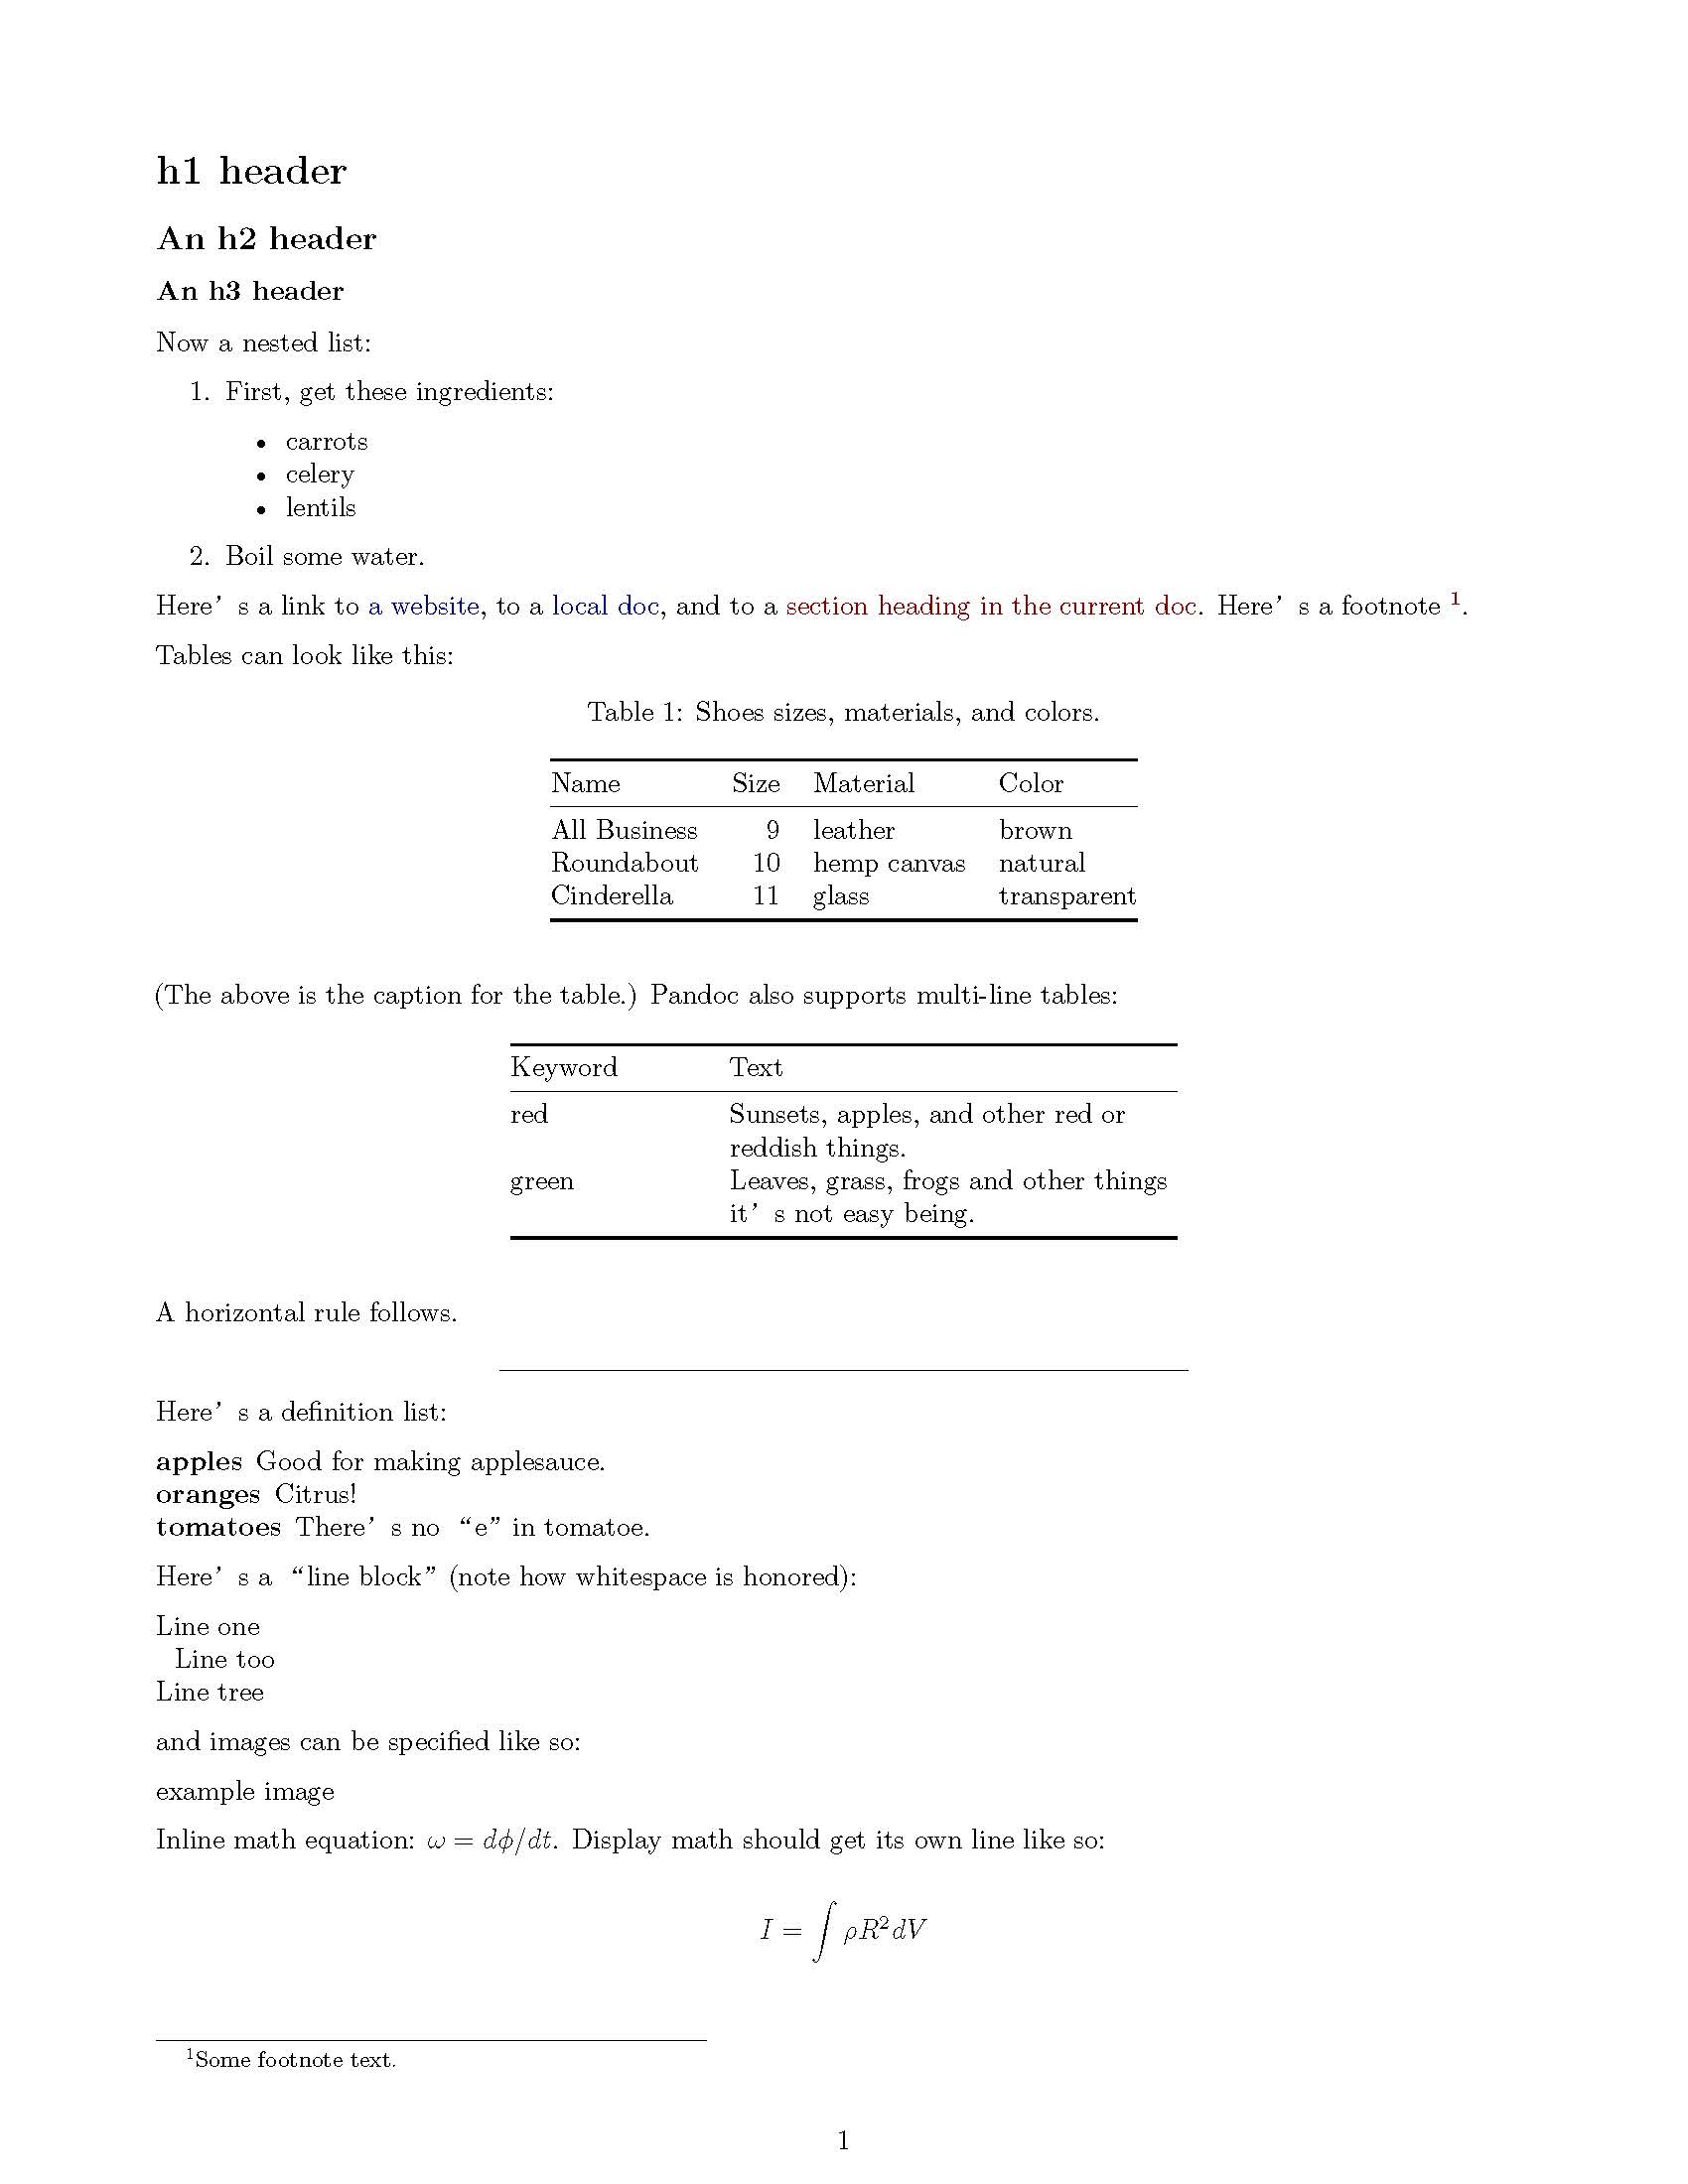 h1 header
An h2 header
An h3 header
Now a nested list:
1. First, get these ingredients:
• carrots
• celery
• lentils
2. Boil some water.
Here’ s a link to a website, to a local doc, and to a section heading in the current doc. Here’ s a footnote ¹.
Tables can look like this:
Table 1: Shoes sizes, materials, and colors.
Name Size Material Color
All Business 9 leather brown
Roundabout 10 hemp canvas natural
Cinderella 11 glass transparent
(The above is the caption for the table.) Pandoc also supports multi-line tables:
Keyword Text
red Sunsets, apples, and other red or
reddish things.
green Leaves, grass, frogs and other things
it’ s not easy being.
A horizontal rule follows.
Here’ s a definition list:
apples Good for making applesauce.
oranges Citrus!
tomatoes There’ s no “e” in tomatoe.
Here’ s a “line block” (note how whitespace is honored):
Line one
Line too
Line tree
and images can be specified like so:
example image
Inline math equation: ω = dϕ/dt. Display math should get its own line like so:
I = ∫ ρR²dV
¹Some footnote text.
1